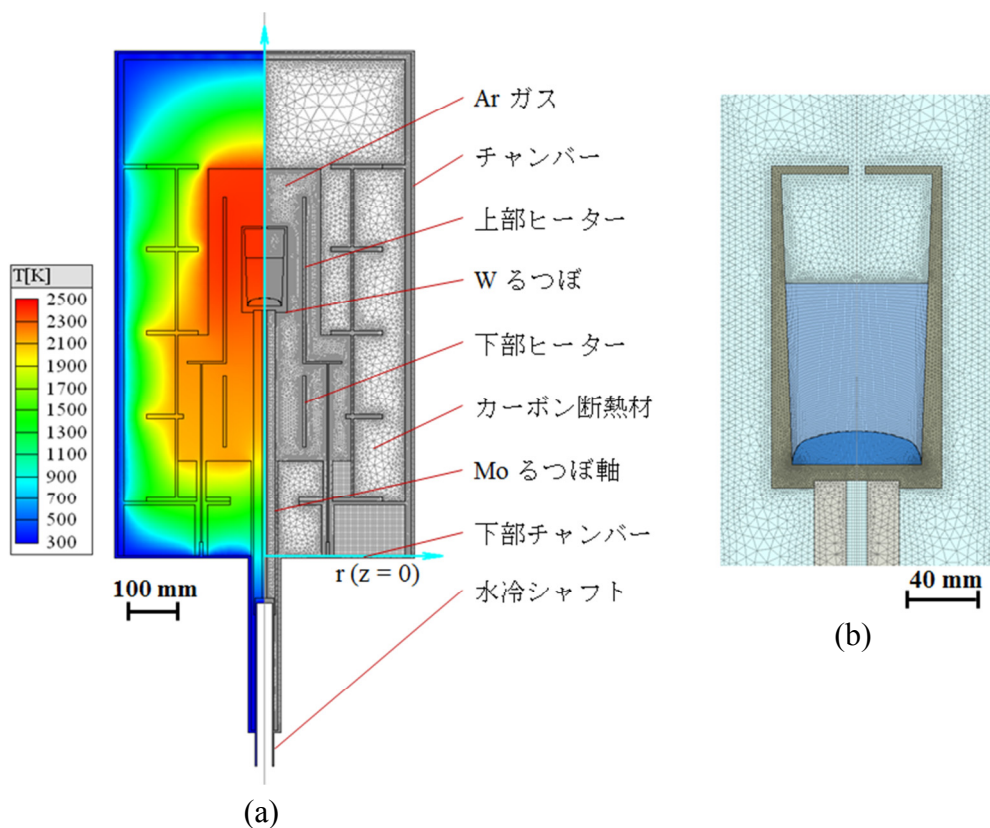 Ar ガス
チャンバー
上部ヒーター
W るつぼ
下部ヒーター
カーボン断熱材
Mo るつぼ軸
下部チャンバー
水冷シャフト
T[K]
2500
2300
2100
1900
1700
1500
1300
1100
900
700
500
300
r (z = 0)
100 mm
40 mm
(a)
(b)